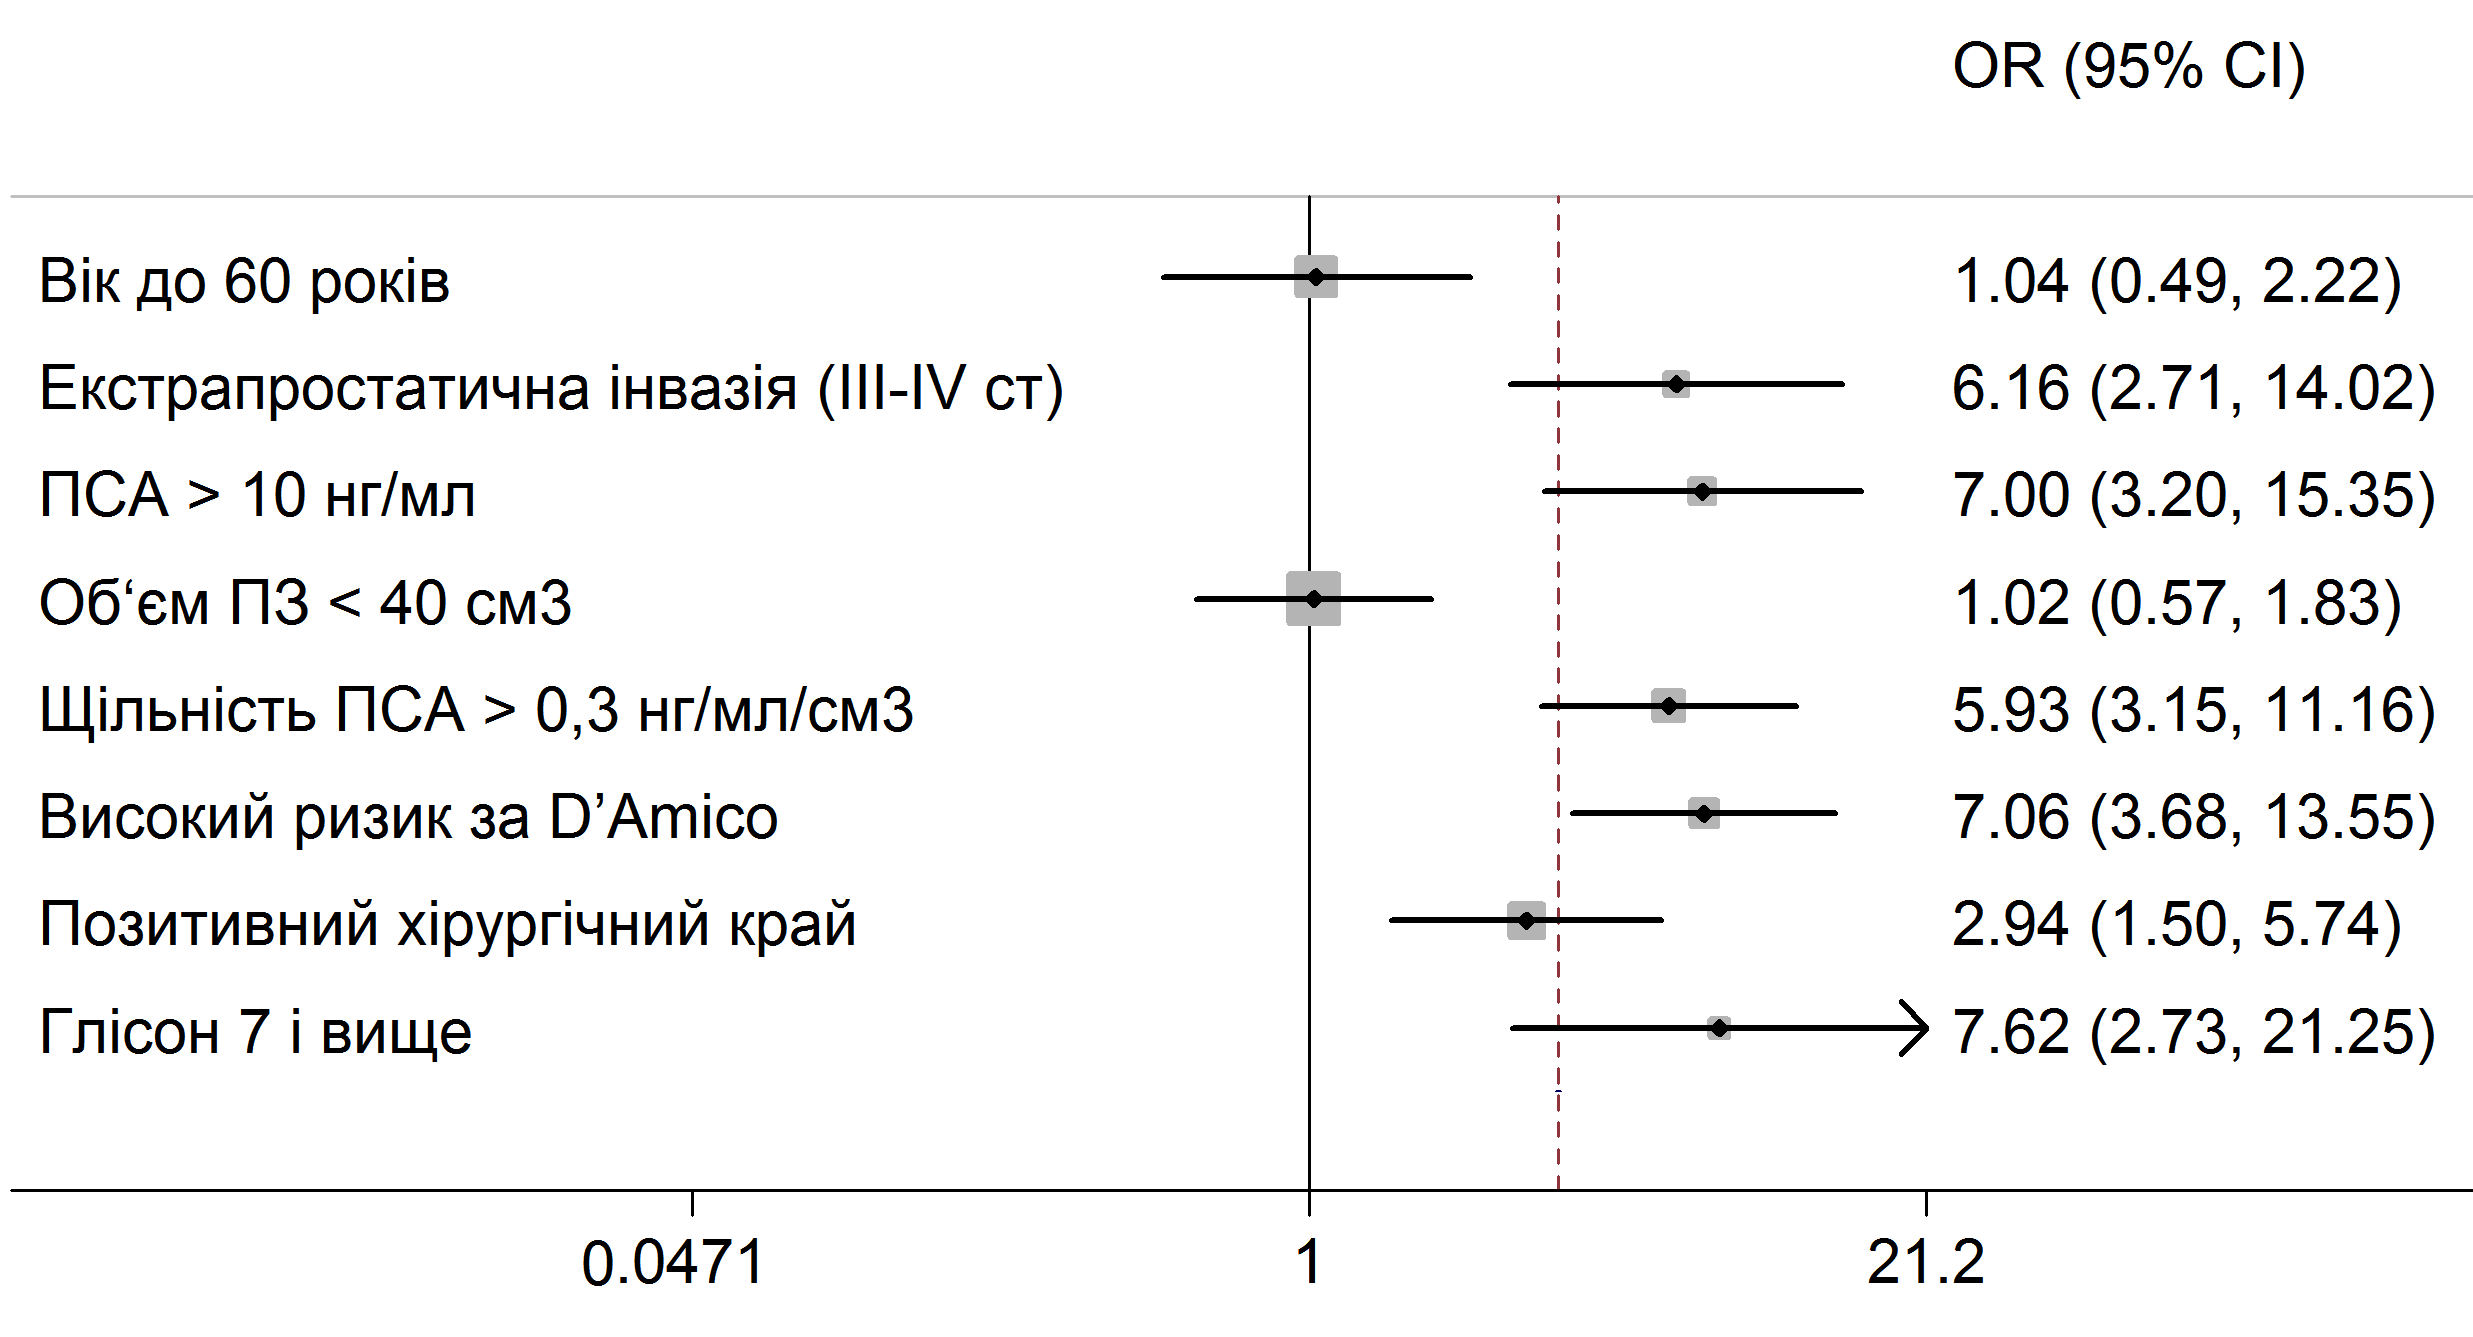 OR (95% CI)
Вік до 60 років 1.04 (0.49, 2.22)
Екстрапростатична інвазія (III-IV ст) 6.16 (2.71, 14.02)
ПСА > 10 нг/мл 7.00 (3.20, 15.35)
Об‘єм ПЗ < 40 см3 1.02 (0.57, 1.83)
Щільність ПСА > 0,3 нг/мл/см3 5.93 (3.15, 11.16)
Високий ризик за D’Amico 7.06 (3.68, 13.55)
Позитивний хірургічний край 2.94 (1.50, 5.74)
Глісон 7 і вище 7.62 (2.73, 21.25)
0.0471 1 21.2